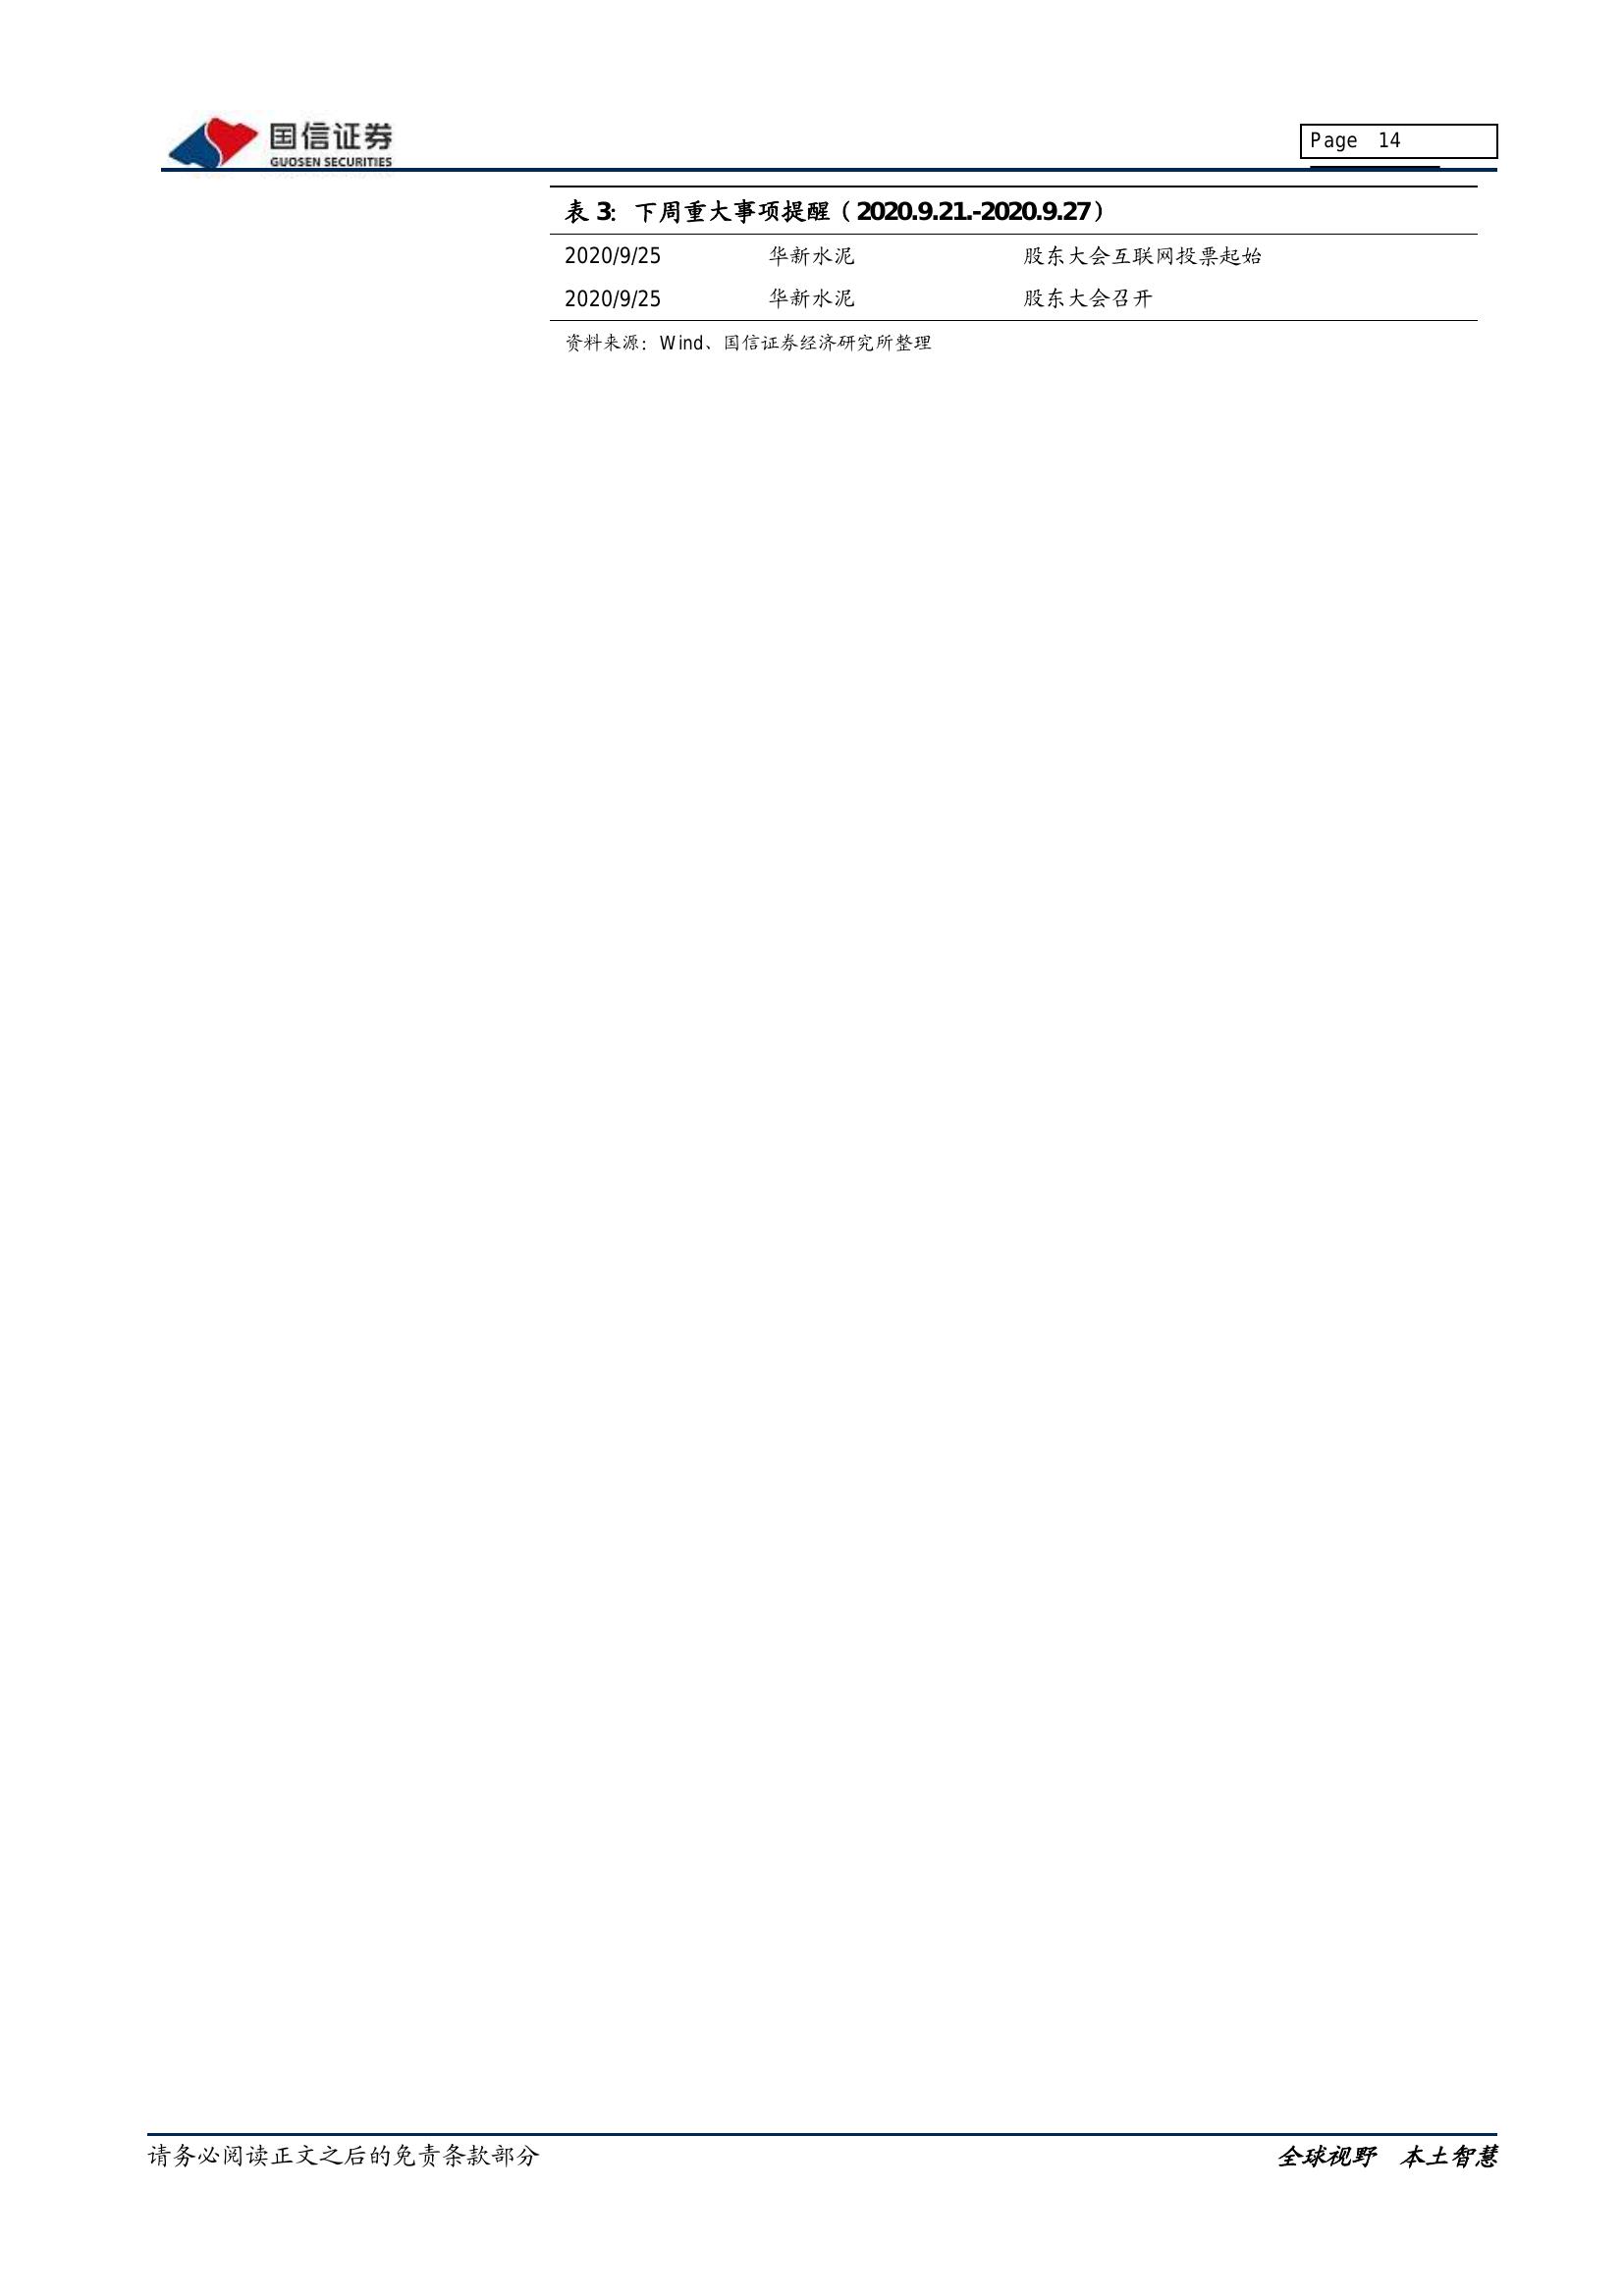 国信证券
GUOSEN SECURITIES
Page 14
表 3: 下周重大事项提醒（2020.9.21.-2020.9.27）
2020/9/25 华新水泥 股东大会互联网投票起始
2020/9/25 华新水泥 股东大会召开
资料来源：Wind、国信证券经济研究所整理
请务必阅读正文之后的免责条款部分 全球视野 本土智慧